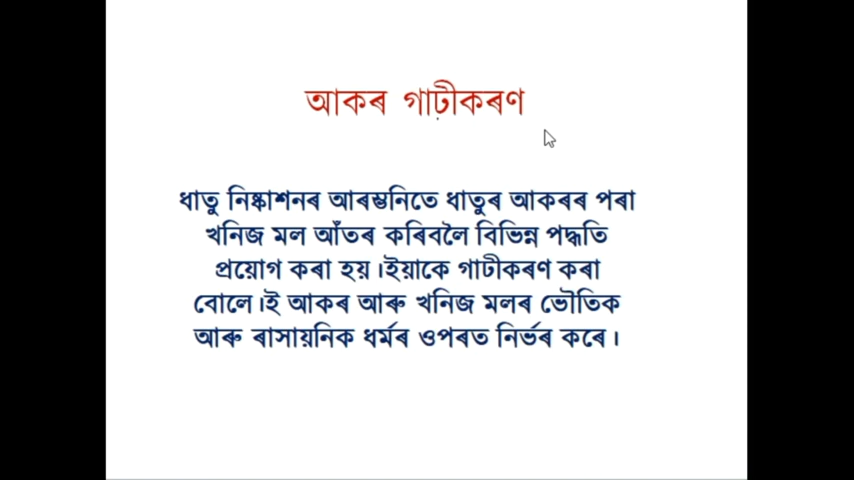 আকৰ গাঢ়ীকৰণ
ধাতু নিষ্কাশনৰ আৰম্ভনিতে ধাতুৰ আকৰৰ পৰা
খনিজ মল আঁতৰ কৰিবলৈ বিভিন্ন পদ্ধতি
প্ৰয়োগ কৰা হয়।ইয়াকে গাঢীকৰণ কৰা
বোলে।ই আকৰ আৰু খনিজ মলৰ ভৌতিক
আৰু ৰাসায়নিক ধৰ্মৰ ওপৰত নিৰ্ভৰ কৰে।